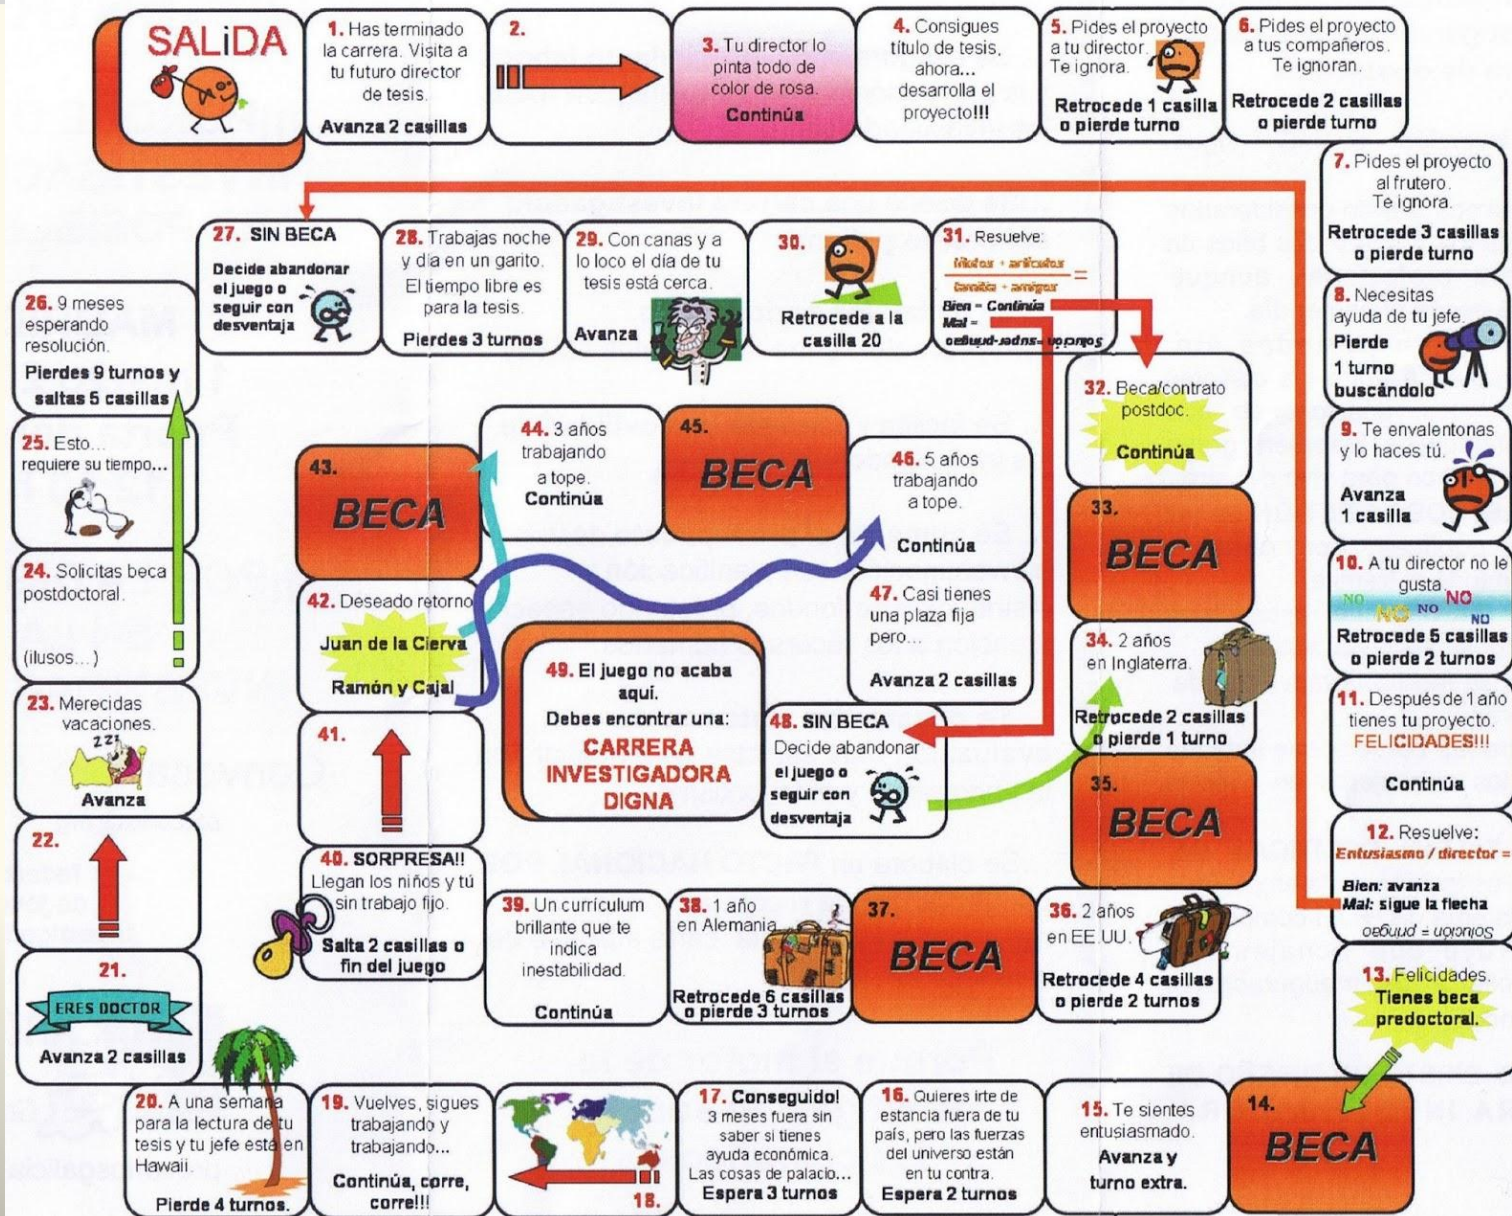 SALiDA
1. Has terminado
la carrera. Visita a
tu futuro director
de tesis.
Avanza 2 casillas
2.
3. Tu director lo
pinta todo de
color de rosa.
Continúa
4. Consigues
título de tesis,
ahora...
desarrolla el
proyecto!!!
5. Pides el proyecto
a tu director.
Te ignora.
Retrocede 1 casilla
o pierde turno
6. Pides el proyecto
a tus compañeros.
Te ignoran.
Retrocede 2 casillas
o pierde turno
7. Pides el proyecto
al frutero.
Te ignora.
Retrocede 3 casillas
o pierde turno
8. Necesitas
ayuda de tu jefe.
Pierde
1 turno
buscándolo
9. Te envalentonas
y lo haces tú.
Avanza
1 casilla
10. A tu director no le
gusta.
NO NO NO NO NO
Retrocede 5 casillas
o pierde 2 turnos
11. Después de 1 año
tienes tu proyecto.
FELICIDADES!!!
Continúa
12. Resuelve:
Entusiasmo / director =
Bien: avanza
Mal: sigue la flecha
Solución = pringao
13. Felicidades.
Tienes beca
predoctoral.
14.
BECA
15. Te sientes
entusiasmado.
Avanza y
turno extra.
16. Quieres irte de
estancia fuera de tu
país, pero las fuerzas
del universo están
en tu contra.
Espera 2 turnos
17. Conseguido!
3 meses fuera sin
saber si tienes
ayuda económica.
Las cosas de palacio...
Espera 3 turnos
18.
19. Vuelves, sigues
trabajando y
trabajando...
Continúa, corre,
corre!!!
20. A una semana
para la lectura de tu
tesis y tu jefe está en
Hawaii.
Pierde 4 turnos.
21.
ERES DOCTOR
Avanza 2 casillas
22.
23. Merecidas
vacaciones.
zzz
Avanza
24. Solicitas beca
postdoctoral.
(ilusos...)
25. Esto...
requiere su tiempo...
26. 9 meses
esperando
resolución.
Pierdes 9 turnos y
saltas 5 casillas
27. SIN BECA
Decide abandonar
el juego o
seguir con
desventaja
28. Trabajas noche
y día en un garito.
El tiempo libre es
para la tesis.
Pierdes 3 turnos
29. Con canas y a
lo loco el día de tu
tesis está cerca.
Avanza
30.
Retrocede a la
casilla 20
31. Resuelve:
títulos + artículos
familia + amigos
=
Bien = Continúa
Mal =
Solución = super-pringao
32. Beca/contrato
postdoc.
Continúa
33.
BECA
34. 2 años
en Inglaterra.
Retrocede 2 casillas
o pierde 1 turno
35.
BECA
36. 2 años
en EE.UU.
Retrocede 4 casillas
o pierde 2 turnos
37.
BECA
38. 1 año
en Alemania.
Retrocede 6 casillas
o pierde 3 turnos
39. Un currículum
brillante que te
indica
inestabilidad.
Continúa
40. SORPRESA!!
Llegan los niños y tú
sin trabajo fijo.
Salta 2 casillas o
fin del juego
41.
42. Deseado retorno
Juan de la Cierva
Ramón y Cajal
43.
BECA
44. 3 años
trabajando
a tope.
Continúa
45.
BECA
46. 5 años
trabajando
a tope.
Continúa
47. Casi tienes
una plaza fija
pero...
Avanza 2 casillas
48. SIN BECA
Decide abandonar
el juego o
seguir con
desventaja
49. El juego no acaba
aquí.
Debes encontrar una:
CARRERA
INVESTIGADORA
DIGNA